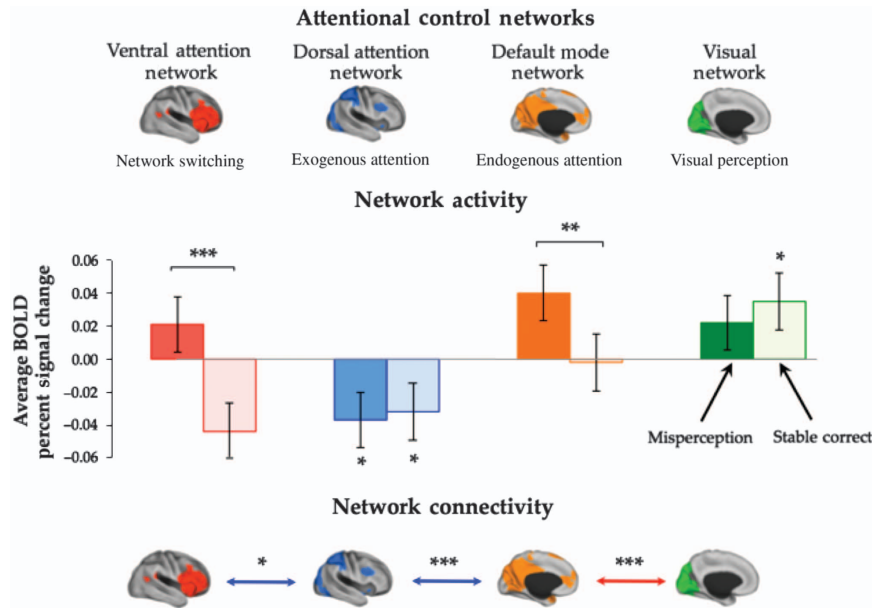 Attentional control networks
Ventral attention network
Dorsal attention network
Default mode network
Visual network
Network switching
Exogenous attention
Endogenous attention
Visual perception
Network activity
Average BOLD percent signal change
0.06
0.04
0.02
0.00
–0.02
–0.04
–0.06
***
*
*
**
*
Misperception
Stable correct
Network connectivity
*
***
***